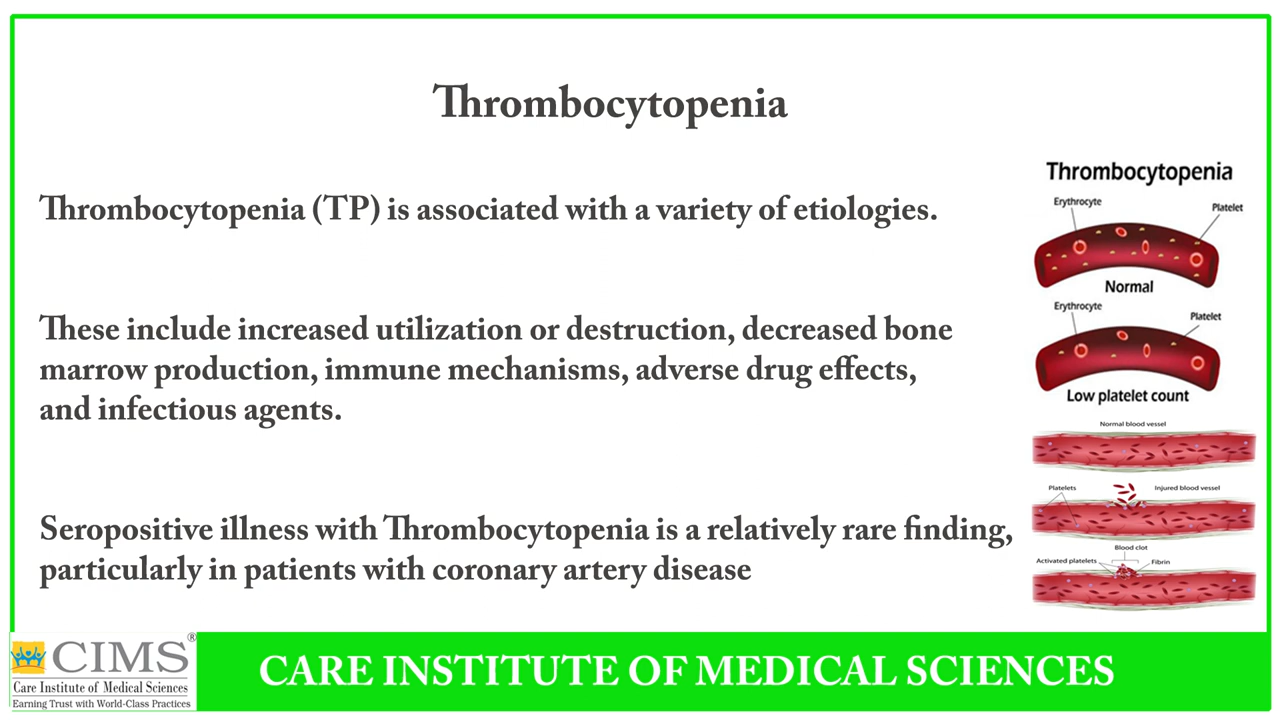 Thrombocytopenia
Thrombocytopenia (TP) is associated with a variety of etiologies.
These include increased utilization or destruction, decreased bone
marrow production, immune mechanisms, adverse drug effects,
and infectious agents.
Seropositive illness with Thrombocytopenia is a relatively rare finding,
particularly in patients with coronary artery disease
Thrombocytopenia
Erythrocyte
Platelet
Normal
Erythrocyte
Platelet
Low platelet count
Normal blood vessel
Platelets
Injured blood vessel
Blood clot
Activated platelets
Fibrin
CIMS®
Care Institute of Medical Sciences
Earning Trust with World-Class Practices
CARE INSTITUTE OF MEDICAL SCIENCES